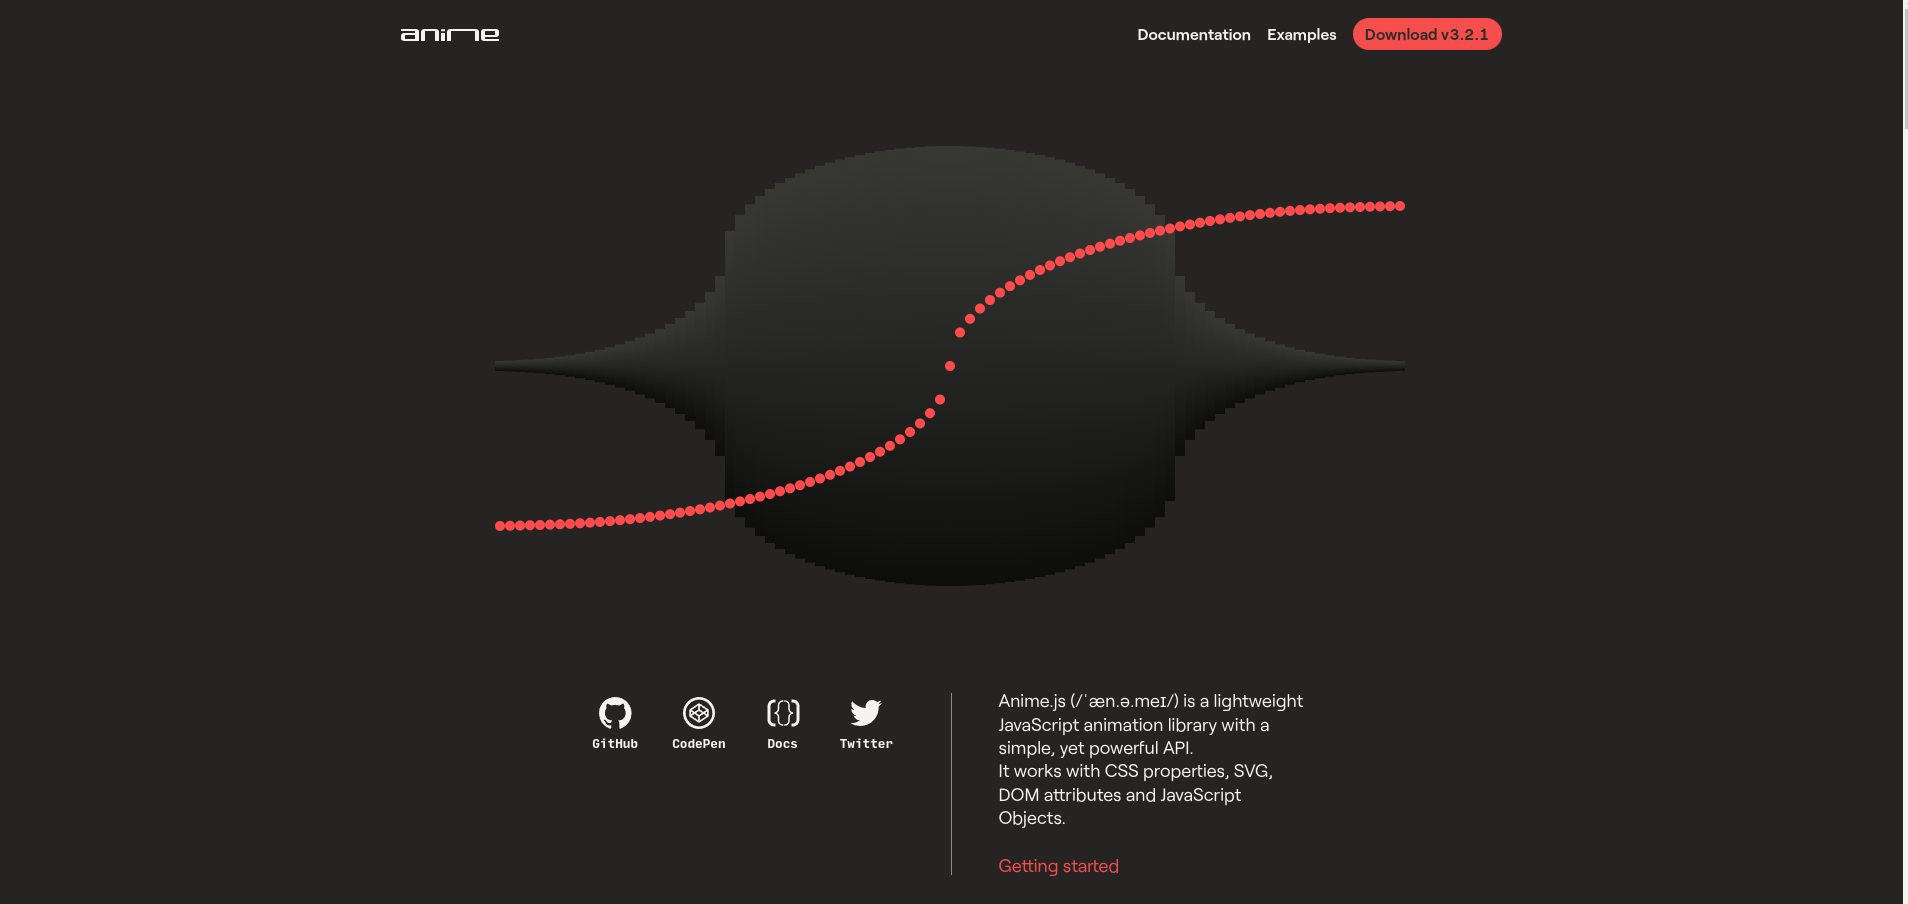 anime
Documentation Examples Download v3.2.1
GitHub CodePen Docs Twitter
Anime.js (/ˈæn.ə.meɪ/) is a lightweight
JavaScript animation library with a
simple, yet powerful API.
It works with CSS properties, SVG,
DOM attributes and JavaScript
Objects.
Getting started